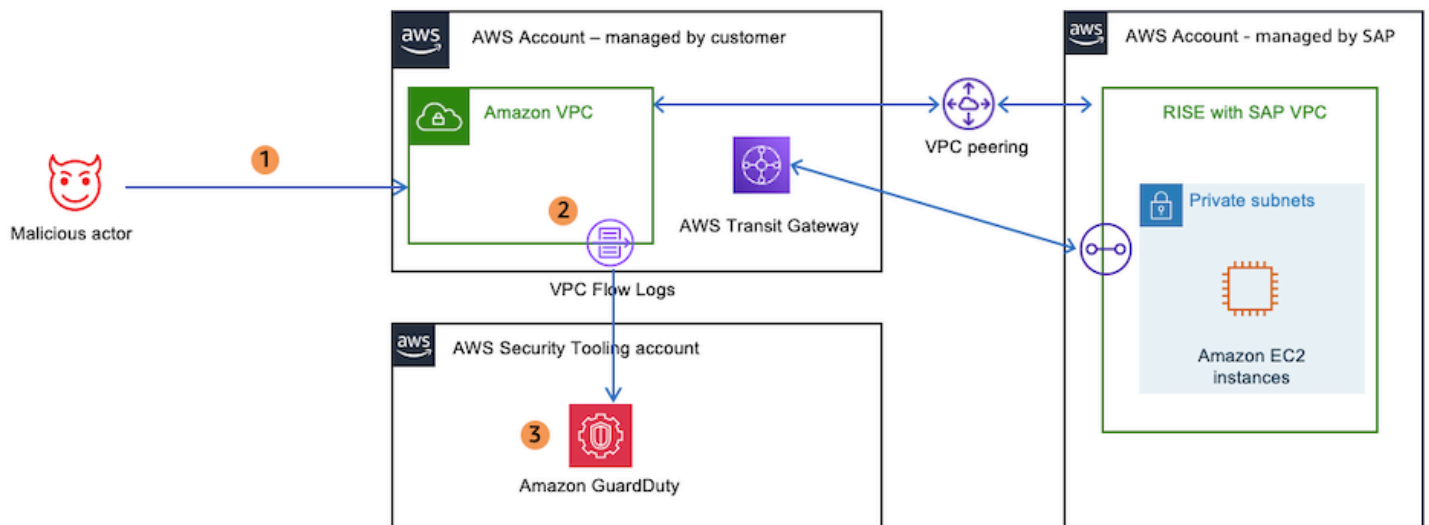 aws
AWS Account – managed by customer
aws
AWS Account - managed by SAP
Amazon VPC
RISE with SAP VPC
1
VPC peering
Private subnets
2
AWS Transit Gateway
Malicious actor
VPC Flow Logs
aws
AWS Security Tooling account
Amazon EC2
instances
3
Amazon GuardDuty